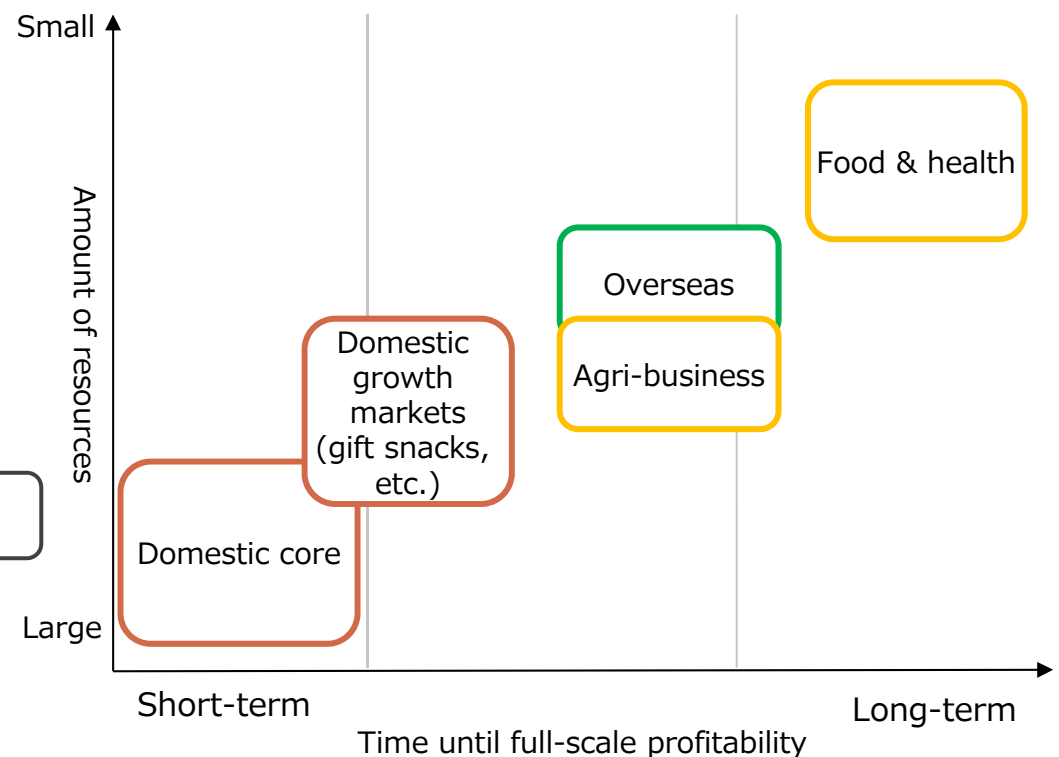 Small
Amount of resources
Large
Food & health
Overseas
Agri-business
Domestic
growth
markets
(gift snacks,
etc.)
Domestic core
Short-term
Long-term
Time until full-scale profitability